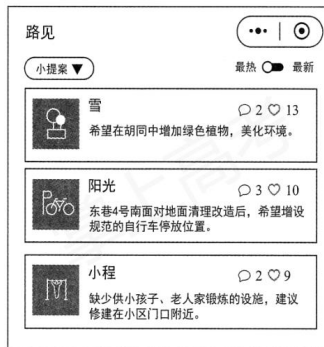 路见
小提案▼
最热 最新
雪
2 13
希望在胡同中增加绿色植物，美化环境。
阳光
3 10
东巷4号南面对地面清理改造后，希望增设
规范的自行车停放位置。
小程
2 9
缺少供小孩子、老人家锻炼的设施，建议
修建在小区门口附近。